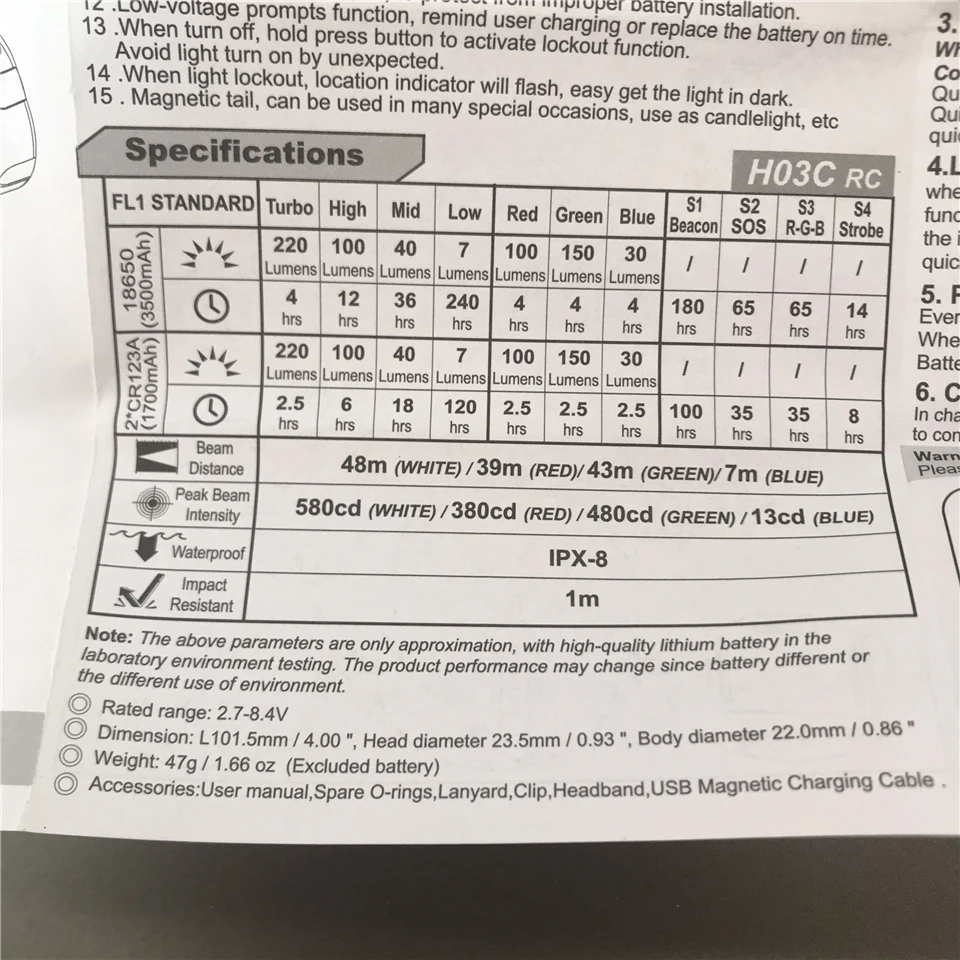 improper battery installation.
12 .Low-voltage prompts function, remind user charging or replace the battery on time.
13 .When turn off, hold press button to activate lockout function.
Avoid light turn on by unexpected.
14 .When light lockout, location indicator will flash, easy get the light in dark.
15 . Magnetic tail, can be used in many special occasions, use as candlelight, etc
Specifications
H03C RC
FL1 STANDARD Turbo High Mid Low Red Green Blue S1 Beacon S2 SOS S3 R-G-B S4 Strobe
18650 (3500mAh)
220 Lumens 100 Lumens 40 Lumens 7 Lumens 100 Lumens 150 Lumens 30 Lumens / / / /
4 hrs 12 hrs 36 hrs 240 hrs 4 hrs 4 hrs 4 hrs 180 hrs 65 hrs 65 hrs 14 hrs
2*CR123A (1700mAh)
220 Lumens 100 Lumens 40 Lumens 7 Lumens 100 Lumens 150 Lumens 30 Lumens / / / /
2.5 hrs 6 hrs 18 hrs 120 hrs 2.5 hrs 2.5 hrs 2.5 hrs 100 hrs 35 hrs 35 hrs 8 hrs
Beam Distance 48m (WHITE) / 39m (RED)/ 43m (GREEN)/ 7m (BLUE)
Peak Beam Intensity 580cd (WHITE) / 380cd (RED) / 480cd (GREEN) / 13cd (BLUE)
Waterproof IPX-8
Impact Resistant 1m
Note: The above parameters are only approximation, with high-quality lithium battery in the
laboratory environment testing. The product performance may change since battery different or
the different use of environment.
Rated range: 2.7-8.4V
Dimension: L101.5mm / 4.00 ", Head diameter 23.5mm / 0.93 ", Body diameter 22.0mm / 0.86 "
Weight: 47g / 1.66 oz (Excluded battery)
Accessories:User manual,Spare O-rings,Lanyard,Clip,Headband,USB Magnetic Charging Cable .
3.
4.
the
5.
6.
In
to